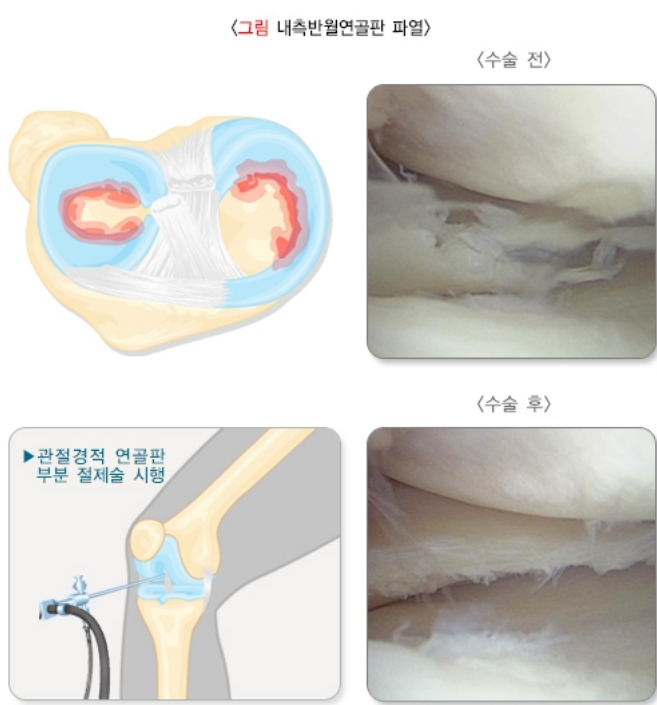 <그림 내측반월연골판 파열>
<수술 전>
<수술 후>
▶관절경적 연골판
부분 절제술 시행